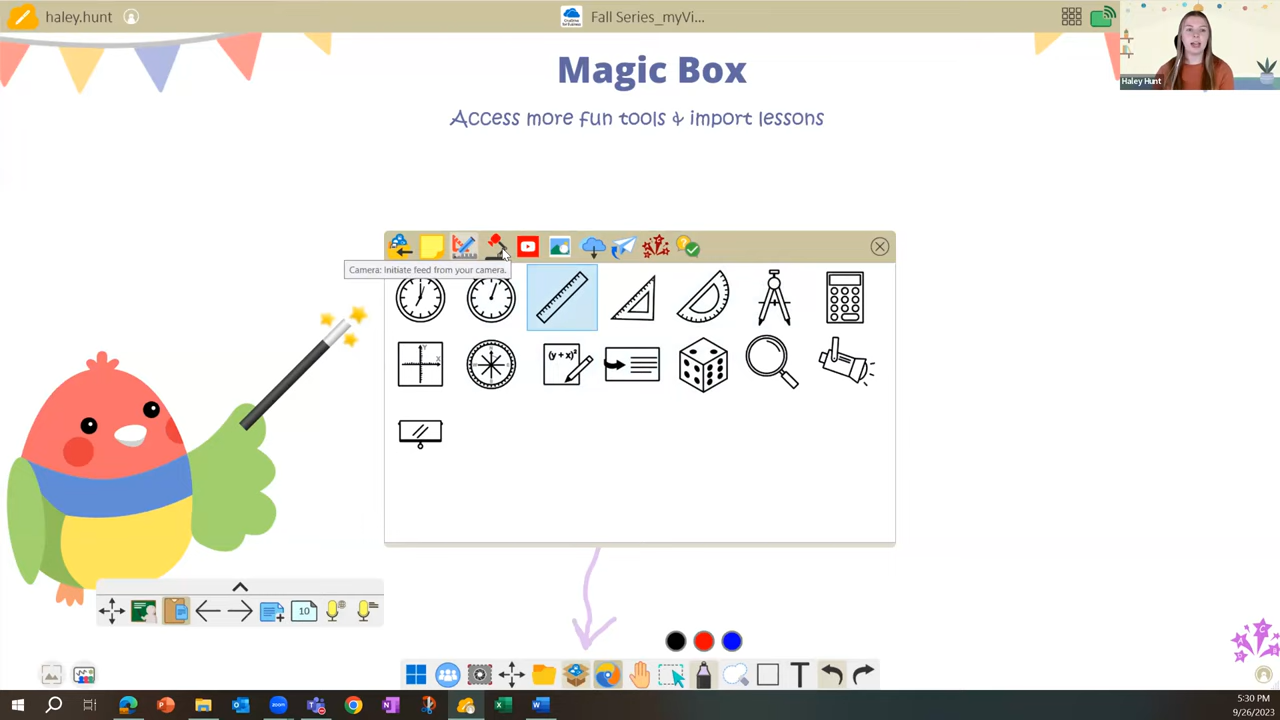 haley.hunt
Fall Series_myVi...
Haley Hunt
Magic Box
Access more fun tools & import lessons
Camera: Initiate feed from your camera.
Y
X
(y + x)²
10
T
zoom
5:30 PM
9/26/2023